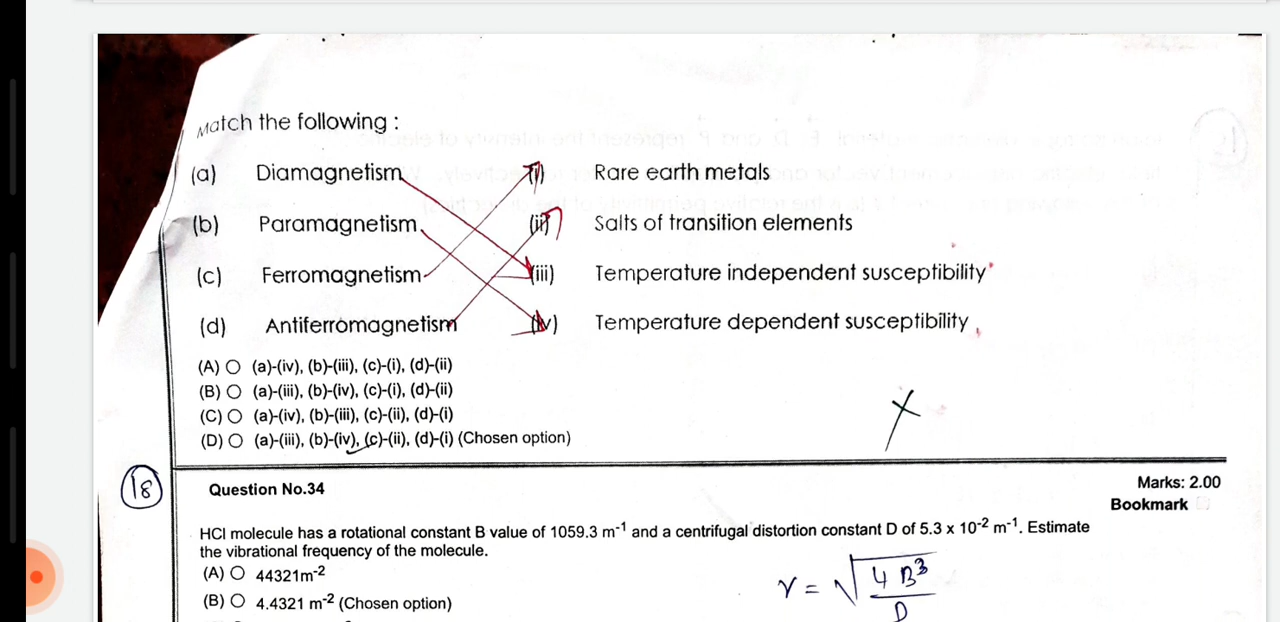 Match the following :
(a) Diamagnetism (i) Rare earth metals
(b) Paramagnetism (ii) Salts of transition elements
(c) Ferromagnetism (iii) Temperature independent susceptibility
(d) Antiferromagnetism (iv) Temperature dependent susceptibility
(A) (a)-(iv), (b)-(iii), (c)-(i), (d)-(ii)
(B) (a)-(iii), (b)-(iv), (c)-(i), (d)-(ii)
(C) (a)-(iv), (b)-(iii), (c)-(ii), (d)-(i)
(D) (a)-(iii), (b)-(iv), (c)-(ii), (d)-(i) (Chosen option)
18
Question No.34 Marks: 2.00
Bookmark
HCl molecule has a rotational constant B value of 1059.3 m⁻¹ and a centrifugal distortion constant D of 5.3 x 10⁻² m⁻¹. Estimate
the vibrational frequency of the molecule.
(A) 44321m⁻²
(B) 4.4321 m⁻² (Chosen option)
γ = √(4B³/D)